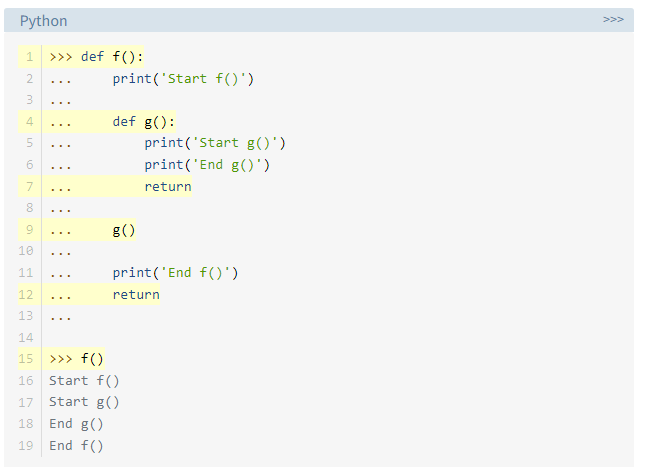 Python >>>
1 >>> def f():
2 ...     print('Start f()')
3 ...
4 ...     def g():
5 ...         print('Start g()')
6 ...         print('End g()')
7 ...         return
8 ...
9 ...     g()
10 ...
11 ...     print('End f()')
12 ...     return
13 ...
14
15 >>> f()
16 Start f()
17 Start g()
18 End g()
19 End f()